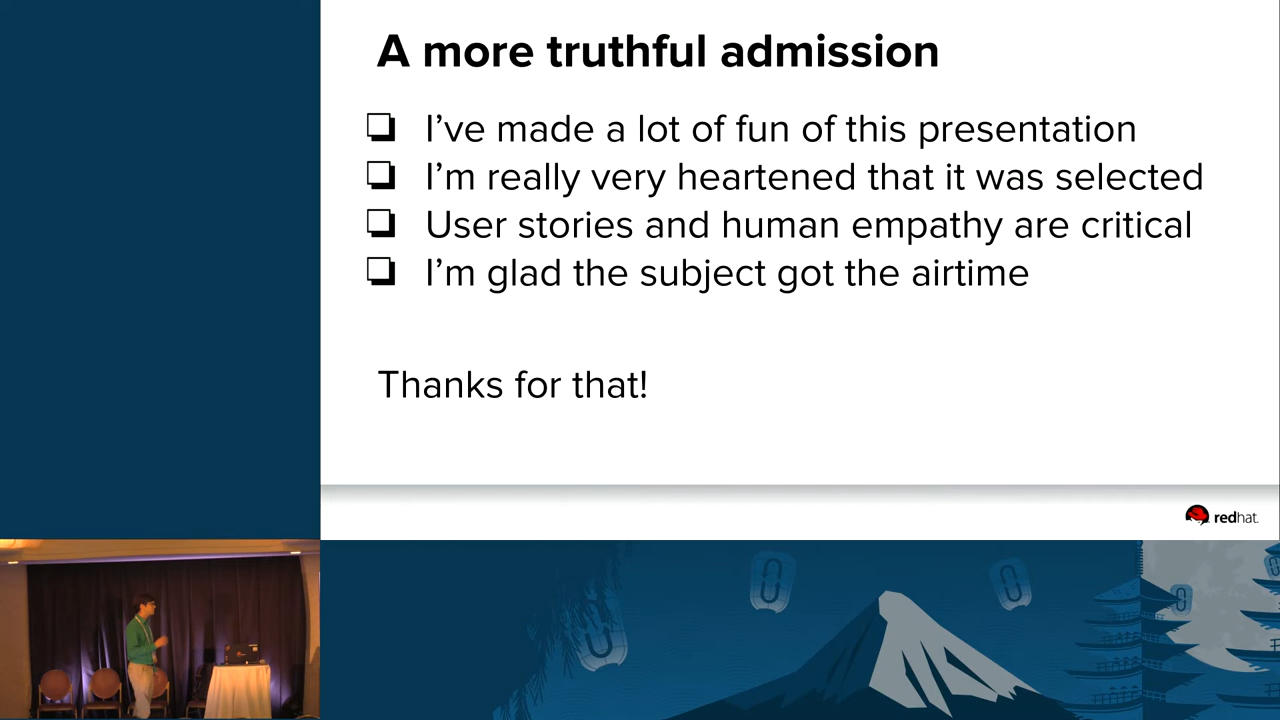 A more truthful admission
❏ I’ve made a lot of fun of this presentation
❏ I’m really very heartened that it was selected
❏ User stories and human empathy are critical
❏ I’m glad the subject got the airtime
Thanks for that!
redhat.